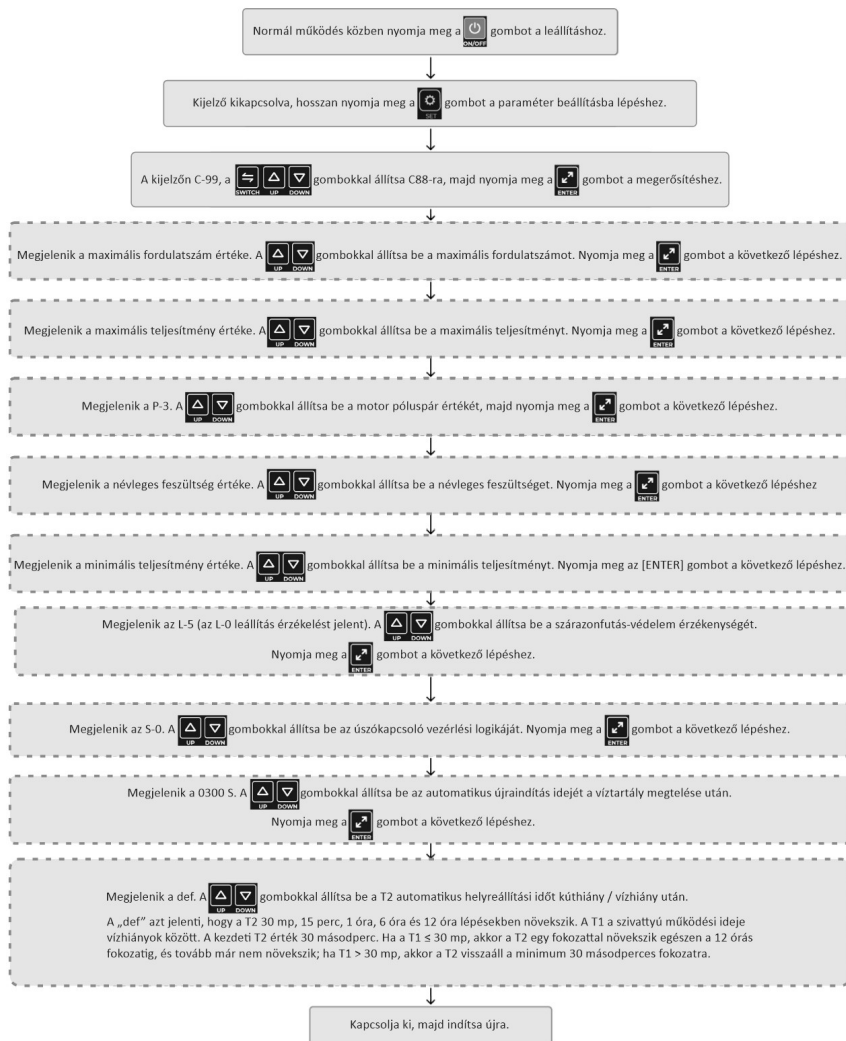 Normál működés közben nyomja meg a ON/OFF gombot a leállításhoz.
Kijelző kikapcsolva, hosszan nyomja meg a SET gombot a paraméter beállításba lépéshez.
A kijelzőn C-99, a SWITCH UP DOWN gombokkal állítsa C88-ra, majd nyomja meg a ENTER gombot a megerősítéshez.
Megjelenik a maximális fordulatszám értéke. A UP DOWN gombokkal állítsa be a maximális fordulatszámot. Nyomja meg a ENTER gombot a következő lépéshez.
Megjelenik a maximális teljesítmény értéke. A UP DOWN gombokkal állítsa be a maximális teljesítményt. Nyomja meg a ENTER gombot a következő lépéshez.
Megjelenik a P-3. A UP DOWN gombokkal állítsa be a motor póluspár értékét, majd nyomja meg a ENTER gombot a következő lépéshez.
Megjelenik a névleges feszültség értéke. A UP DOWN gombokkal állítsa be a névleges feszültséget. Nyomja meg a ENTER gombot a következő lépéshez
Megjelenik a minimális teljesítmény értéke. A UP DOWN gombokkal állítsa be a minimális teljesítményt. Nyomja meg az [ENTER] gombot a következő lépéshez.
Megjelenik az L-5 (az L-0 leállítás érzékelést jelent). A UP DOWN gombokkal állítsa be a szárazonfutás-védelem érzékenységét.
Nyomja meg a ENTER gombot a következő lépéshez.
Megjelenik az S-0. A UP DOWN gombokkal állítsa be az úszókapcsoló vezérlési logikáját. Nyomja meg a ENTER gombot a következő lépéshez.
Megjelenik a 0300 S. A UP DOWN gombokkal állítsa be az automatikus újraindítás idejét a víztartály megtelése után.
Nyomja meg a ENTER gombot a következő lépéshez.
Megjelenik a def. A UP DOWN gombokkal állítsa be a T2 automatikus helyreállítási időt kúthiány / vízhiány után.
A „def” azt jelenti, hogy a T2 30 mp, 15 perc, 1 óra, 6 óra és 12 óra lépésekben növekszik. A T1 a szivattyú működési ideje
vízhiányok között. A kezdeti T2 érték 30 másodperc. Ha a T1 ≤ 30 mp, akkor a T2 egy fokozattal növekszik egészen a 12 órás
fokozatig, és tovább már nem növekszik; ha T1 > 30 mp, akkor a T2 visszaáll a minimum 30 másodperces fokozatra.
Kapcsolja ki, majd indítsa újra.